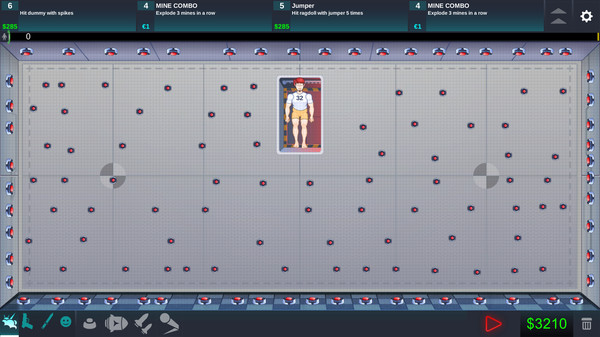 6
Hit dummy with spikes
$285
4 MINE COMBO
Explode 3 mines in a row
€1
5 Jumper
Hit ragdoll with jumper 5 times
$285
4 MINE COMBO
Explode 3 mines in a row
€1
0
32
$3210